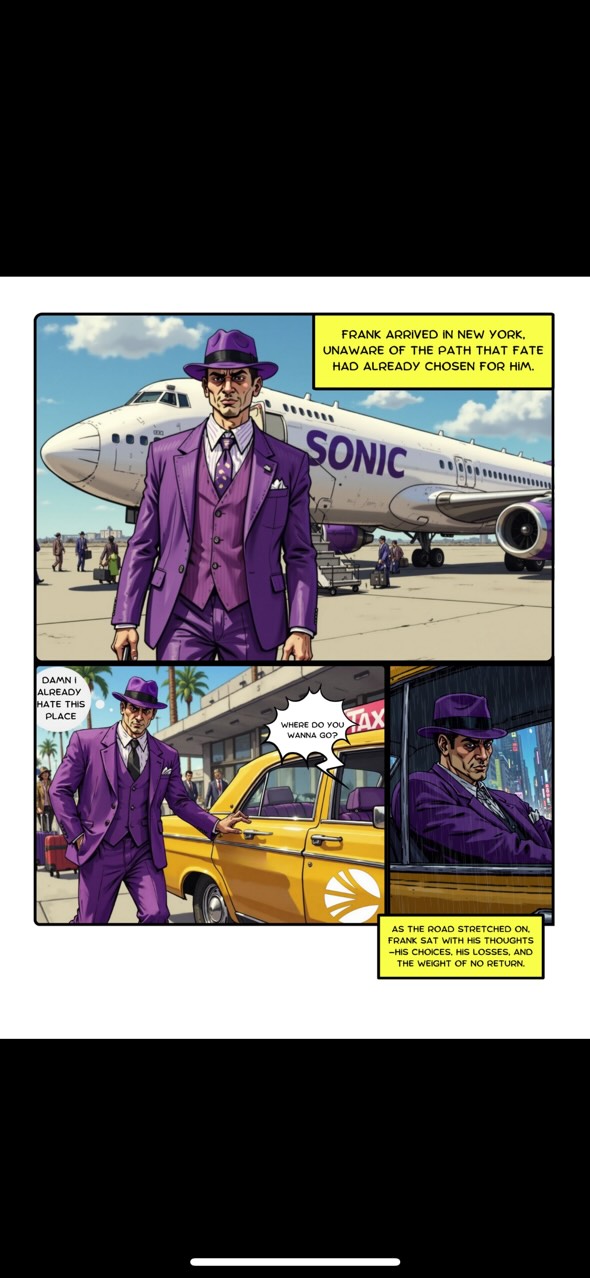 FRANK ARRIVED IN NEW YORK,
UNAWARE OF THE PATH THAT FATE
HAD ALREADY CHOSEN FOR HIM.
SONIC
DAMN I
ALREADY
HATE THIS
PLACE
WHERE DO YOU
WANNA GO?
TAX
AS THE ROAD STRETCHED ON,
FRANK SAT WITH HIS THOUGHTS
—HIS CHOICES, HIS LOSSES, AND
THE WEIGHT OF NO RETURN.